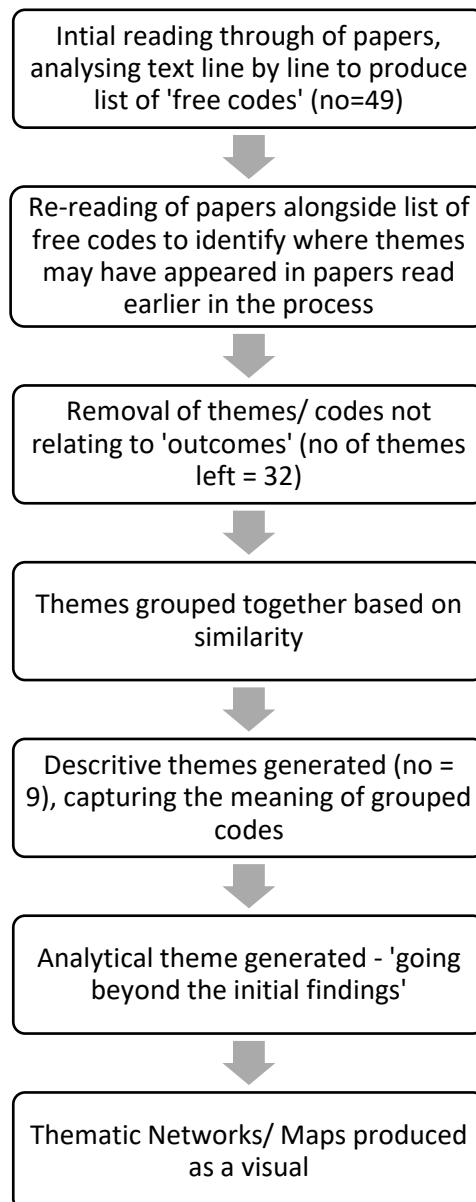 Intial reading through of papers,
analysing text line by line to produce
list of 'free codes' (no=49)
Re-reading of papers alongside list of
free codes to identify where themes
may have appeared in papers read
earlier in the process
Removal of themes/ codes not
relating to 'outcomes' (no of themes
left = 32)
Themes grouped together based on
similarity
Descritive themes generated (no =
9), capturing the meaning of grouped
codes
Analytical theme generated - 'going
beyond the initial findings'
Thematic Networks/ Maps produced
as a visual